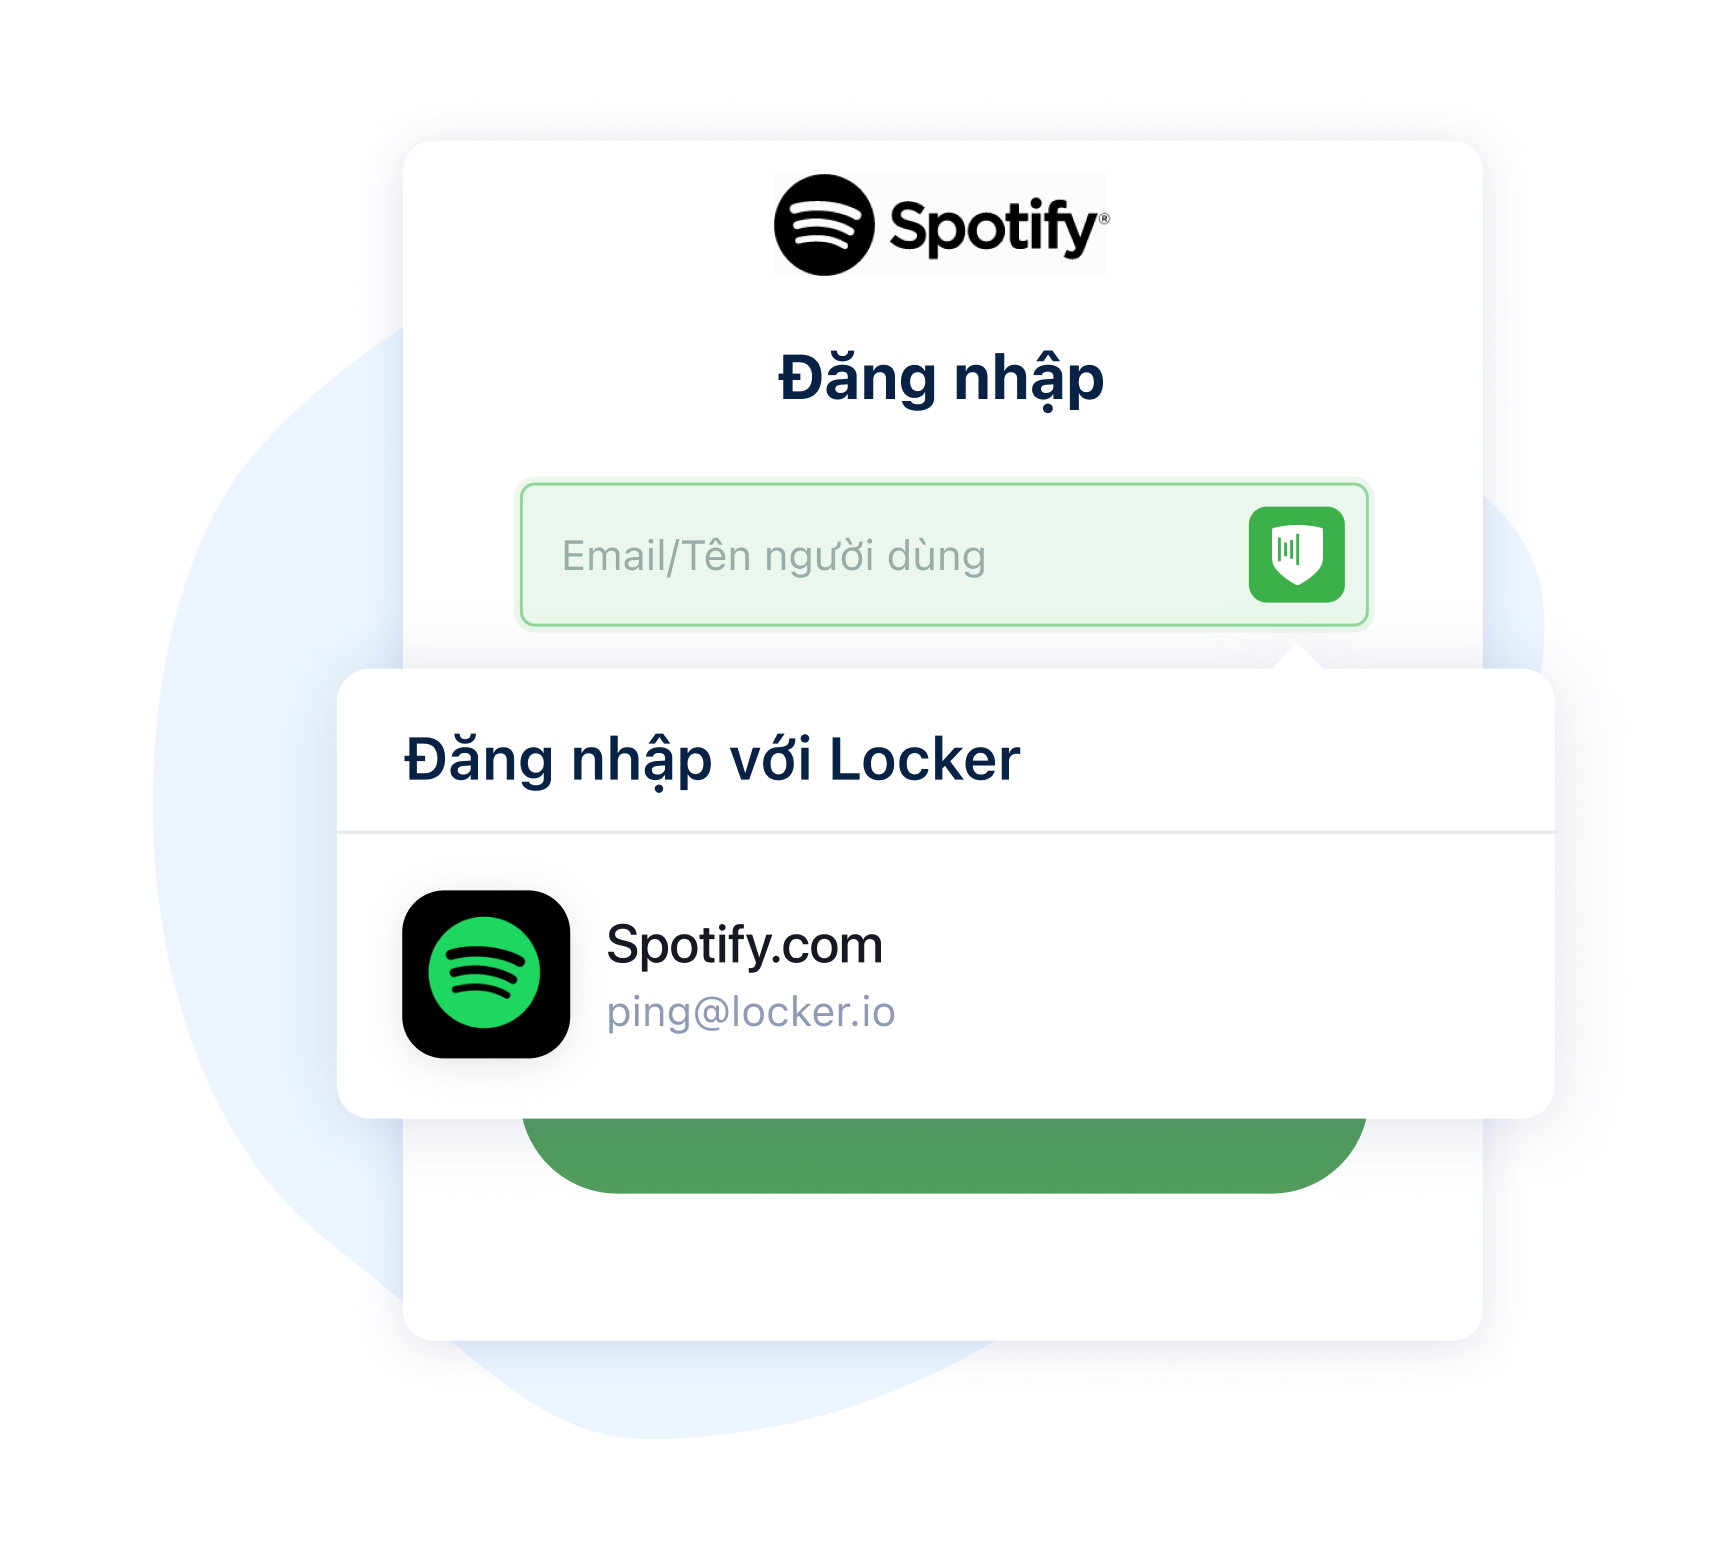 Spotify®
Đăng nhập
Email/Tên người dùng
Đăng nhập với Locker
Spotify.com
ping@locker.io